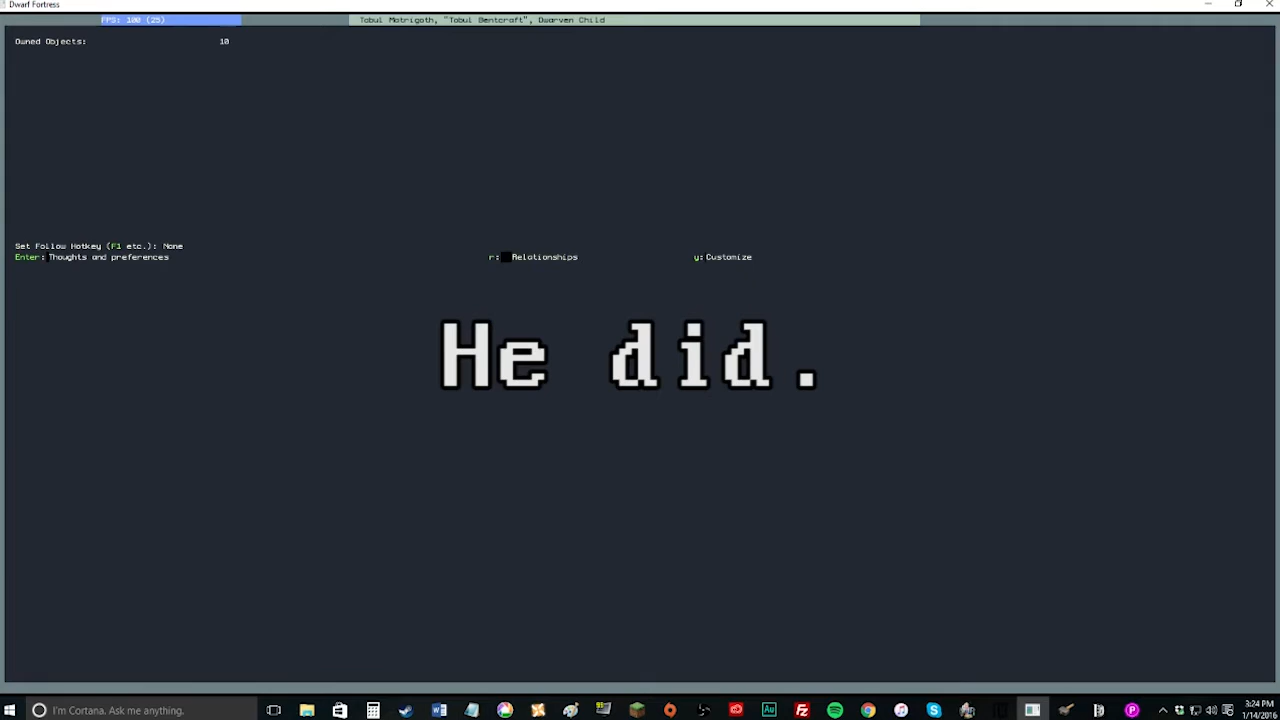 Dwarf Fortress
FPS: 100 (25)
Tobul Matrigoth, "Tobul Bentcraft", Dwarven Child
Owned Objects: 10
Set Follow Hotkey (F1 etc.): None
Enter: Thoughts and preferences r: Relationships y: Customize
He did.
I'm Cortana. Ask me anything.
3:24 PM
1/14/2016